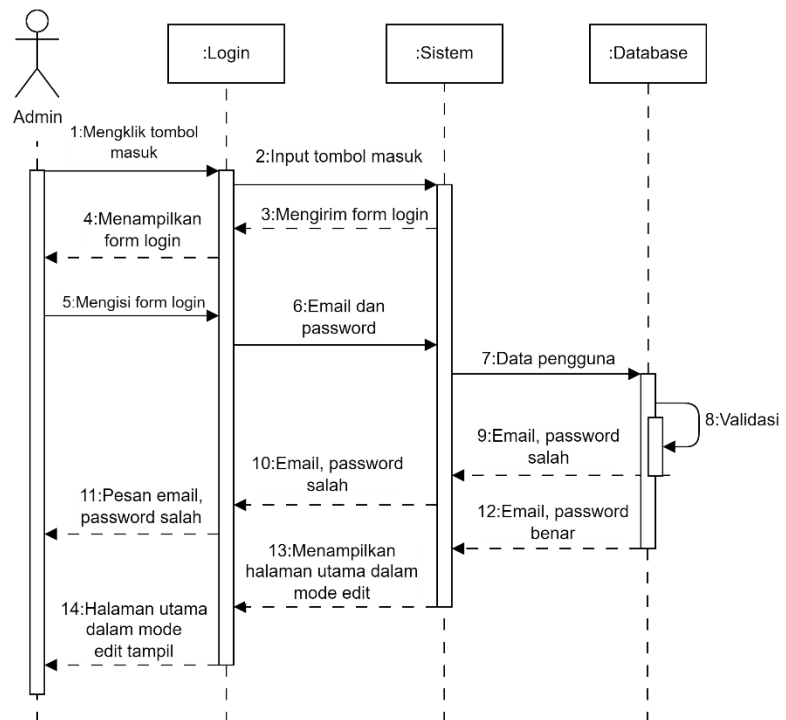 :Login
:Sistem
:Database
Admin
1:Mengklik tombol
masuk
2:Input tombol masuk
3:Mengirim form login
4:Menampilkan
form login
5:Mengisi form login
6:Email dan
password
7:Data pengguna
8:Validasi
9:Email, password
salah
10:Email, password
salah
11:Pesan email,
password salah
12:Email, password
benar
13:Menampilkan
halaman utama dalam
mode edit
14:Halaman utama
dalam mode
edit tampil